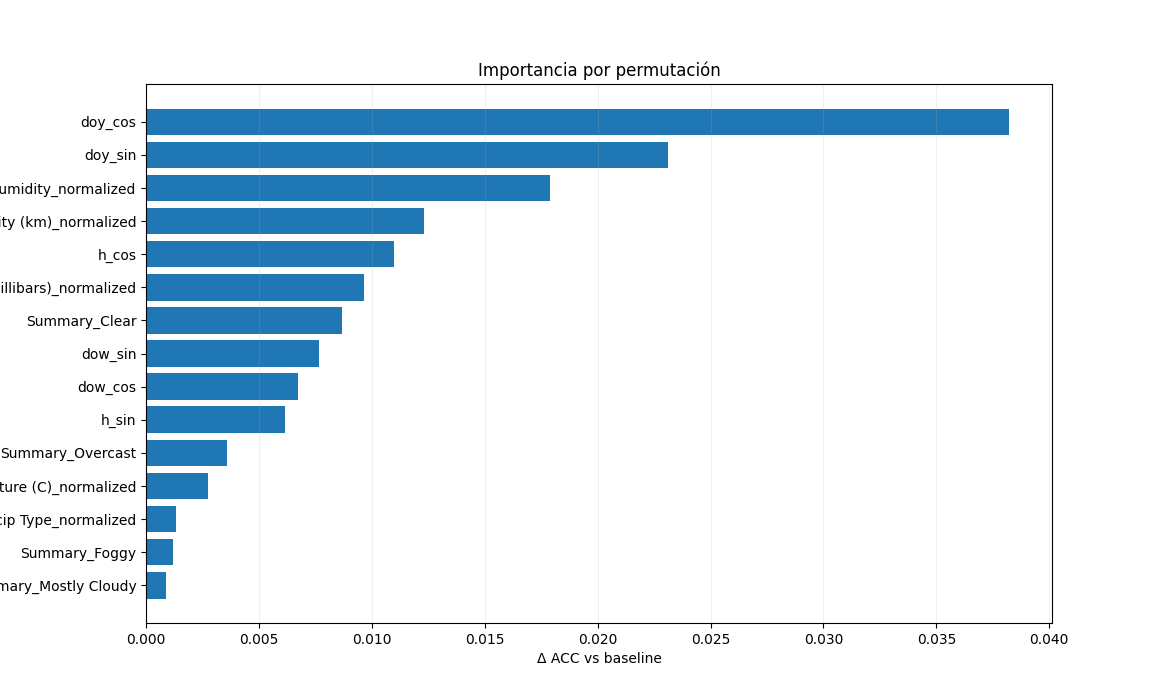 Importancia por permutación
doy_cos
doy_sin
umidity_normalized
ity (km)_normalized
h_cos
illibars)_normalized
Summary_Clear
dow_sin
dow_cos
h_sin
Summary_Overcast
ture (C)_normalized
cip Type_normalized
Summary_Foggy
mary_Mostly Cloudy
0.000 0.005 0.010 0.015 0.020 0.025 0.030 0.035 0.040
Δ ACC vs baseline